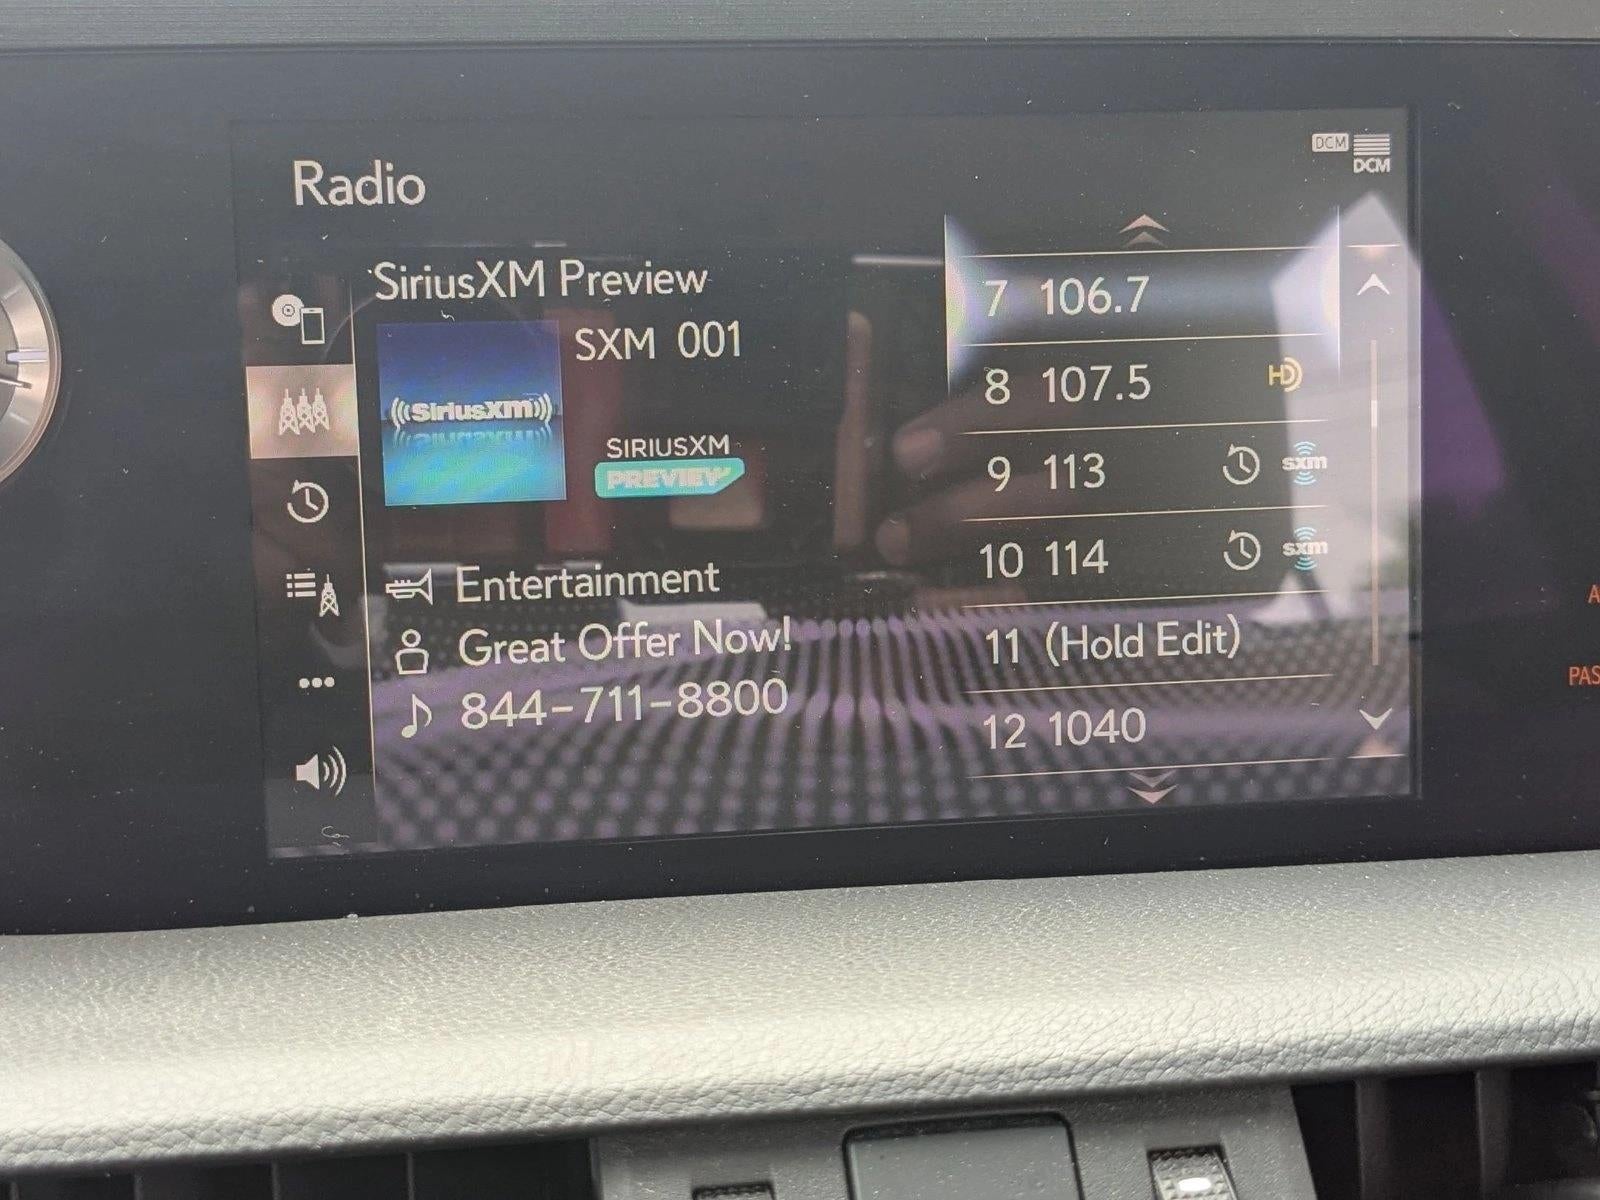 Radio
DCM
DCM
SiriusXM Preview
SXM 001
((SiriusXM))
SIRIUSXM
PREVIEW
Entertainment
Great Offer Now!
844-711-8800
7 106.7
8 107.5 HD
9 113 sxm
10 114 sxm
11 (Hold Edit)
12 1040
A
PAS